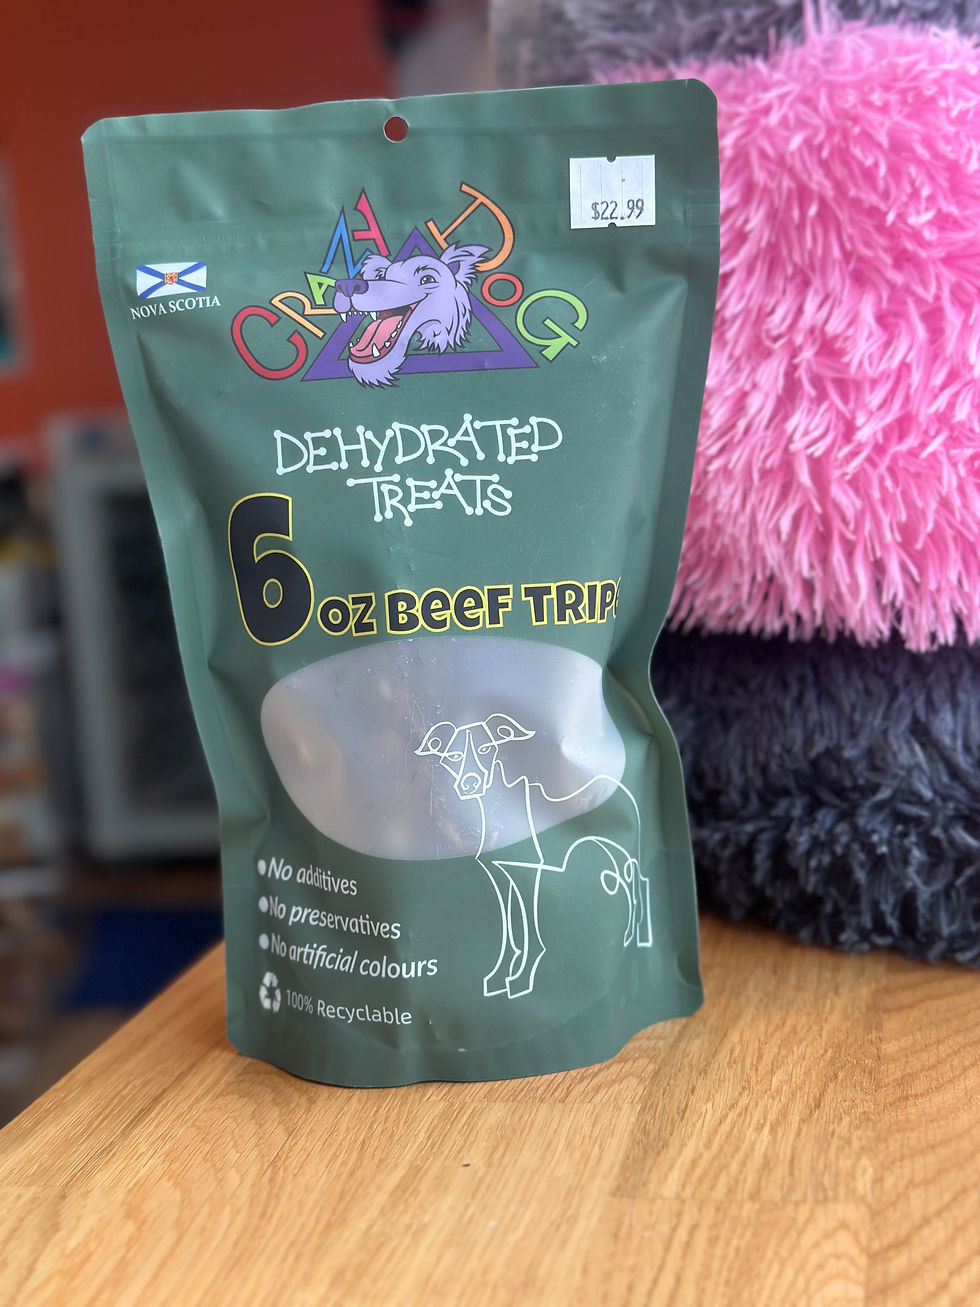 $22.99
CRANADA DOG
NOVA SCOTIA
DEHYDRATED
TREATS
6 OZ BEEF TRIPE
No additives
No preservatives
No artificial colours
100% Recyclable